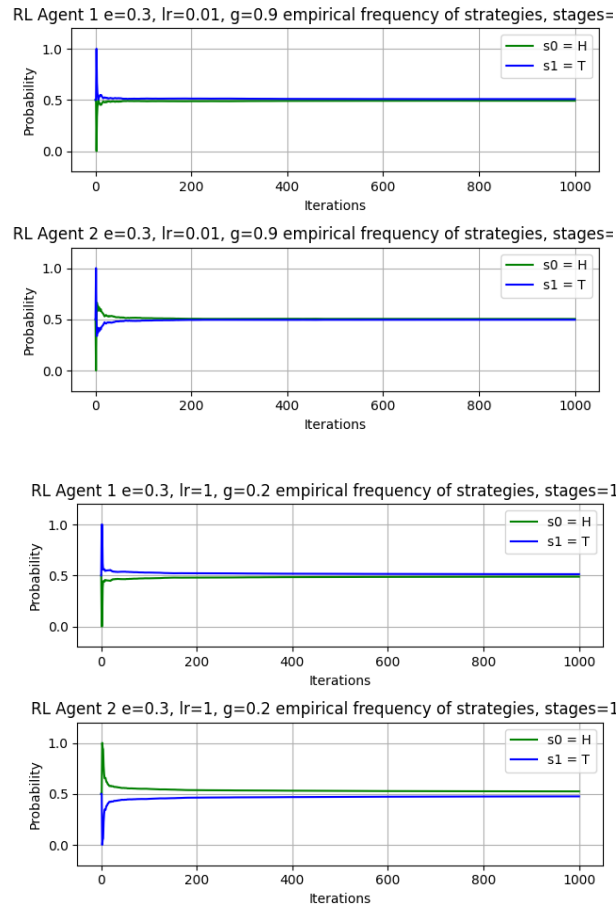 RL Agent 1 e=0.3, lr=0.01, g=0.9 empirical frequency of strategies, stages=
1.0
0.5
0.0
Probability
s0 = H
s1 = T
0
200
400
600
800
1000
Iterations
RL Agent 2 e=0.3, lr=0.01, g=0.9 empirical frequency of strategies, stages=
1.0
0.5
0.0
Probability
s0 = H
s1 = T
0
200
400
600
800
1000
Iterations
RL Agent 1 e=0.3, lr=1, g=0.2 empirical frequency of strategies, stages=1
1.0
0.5
0.0
Probability
s0 = H
s1 = T
0
200
400
600
800
1000
Iterations
RL Agent 2 e=0.3, lr=1, g=0.2 empirical frequency of strategies, stages=1
1.0
0.5
0.0
Probability
s0 = H
s1 = T
0
200
400
600
800
1000
Iterations